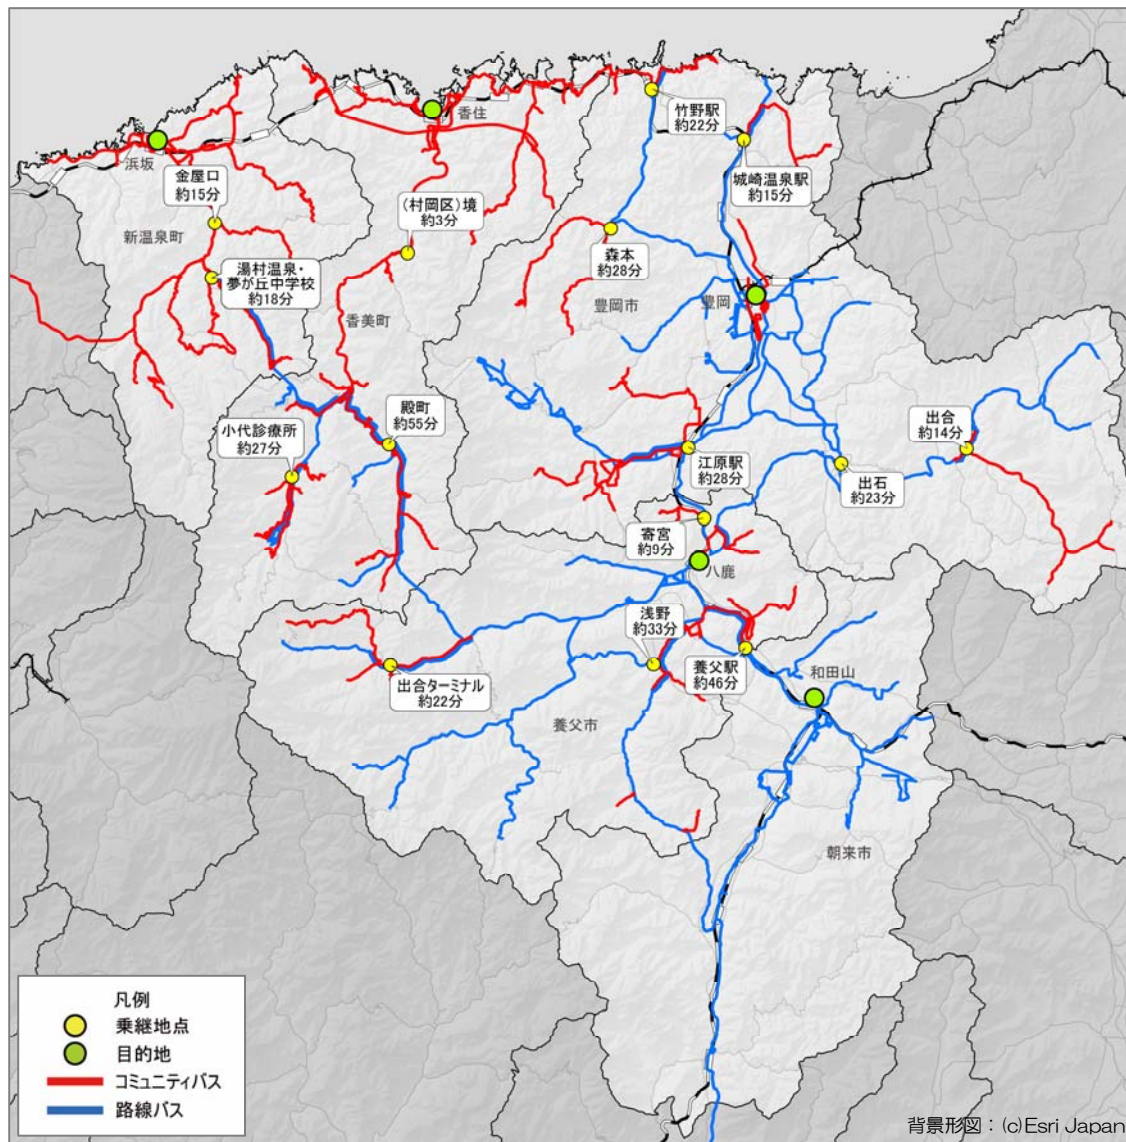 香住
竹野駅
約22分
浜坂
金屋口
約15分
城崎温泉駅
約15分
(村岡区)境
約3分
新温泉町
森本
約28分
湯村温泉・
夢が丘中学校
約18分
香美町
豊岡市
豊岡
小代診療所
約27分
殿町
約55分
出合
約14分
江原駅
約28分
出石
約23分
寄宮
約9分
八鹿
浅野
約33分
養父駅
約46分
和田山
出合ターミナル
約22分
養父市
朝来市
凡例
乗継地点
目的地
コミュニティバス
路線バス
背景形図:(c)Esri Japan